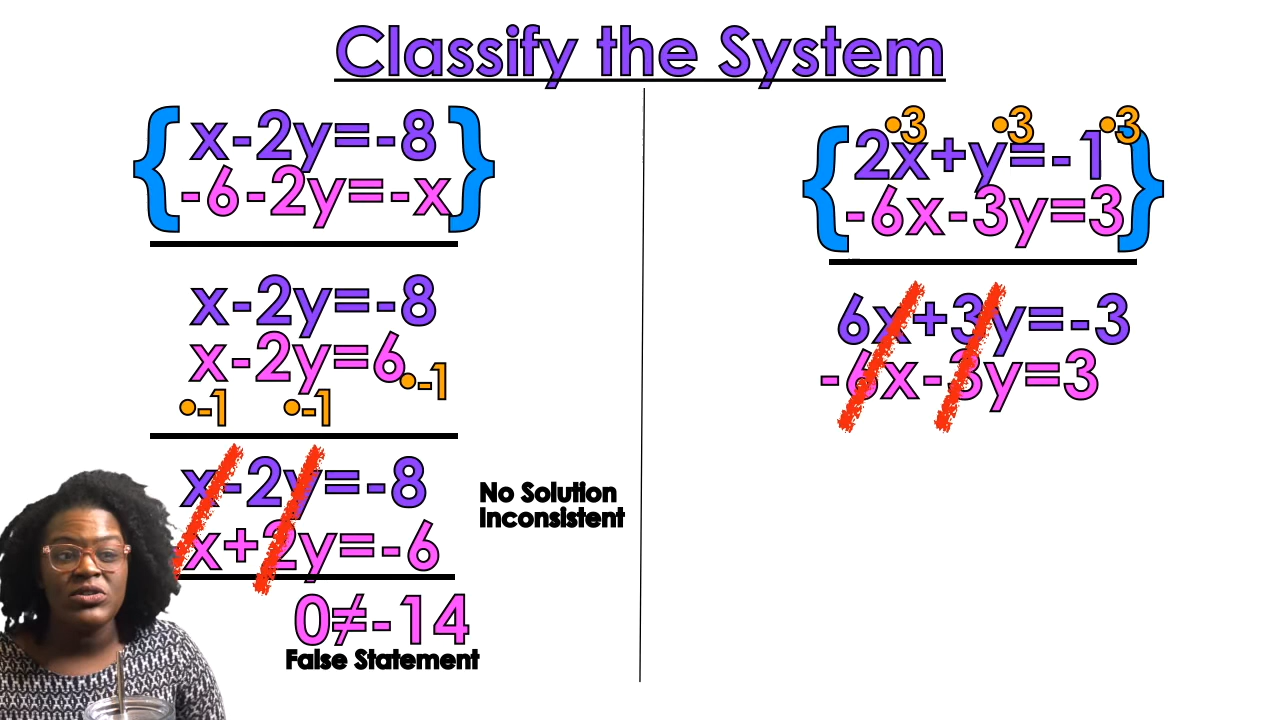 Classify the System
{ x-2y=-8 }
-6-2y=-x
x-2y=-8
x-2y=6
•-1 •-1 •-1
x-2y=-8
x+2y=-6
0≠-14
False Statement
No Solution
Inconsistent
•3 •3 •3
{ 2x+y=-1 }
-6x-3y=3
6x+3y=-3
-6x-3y=3